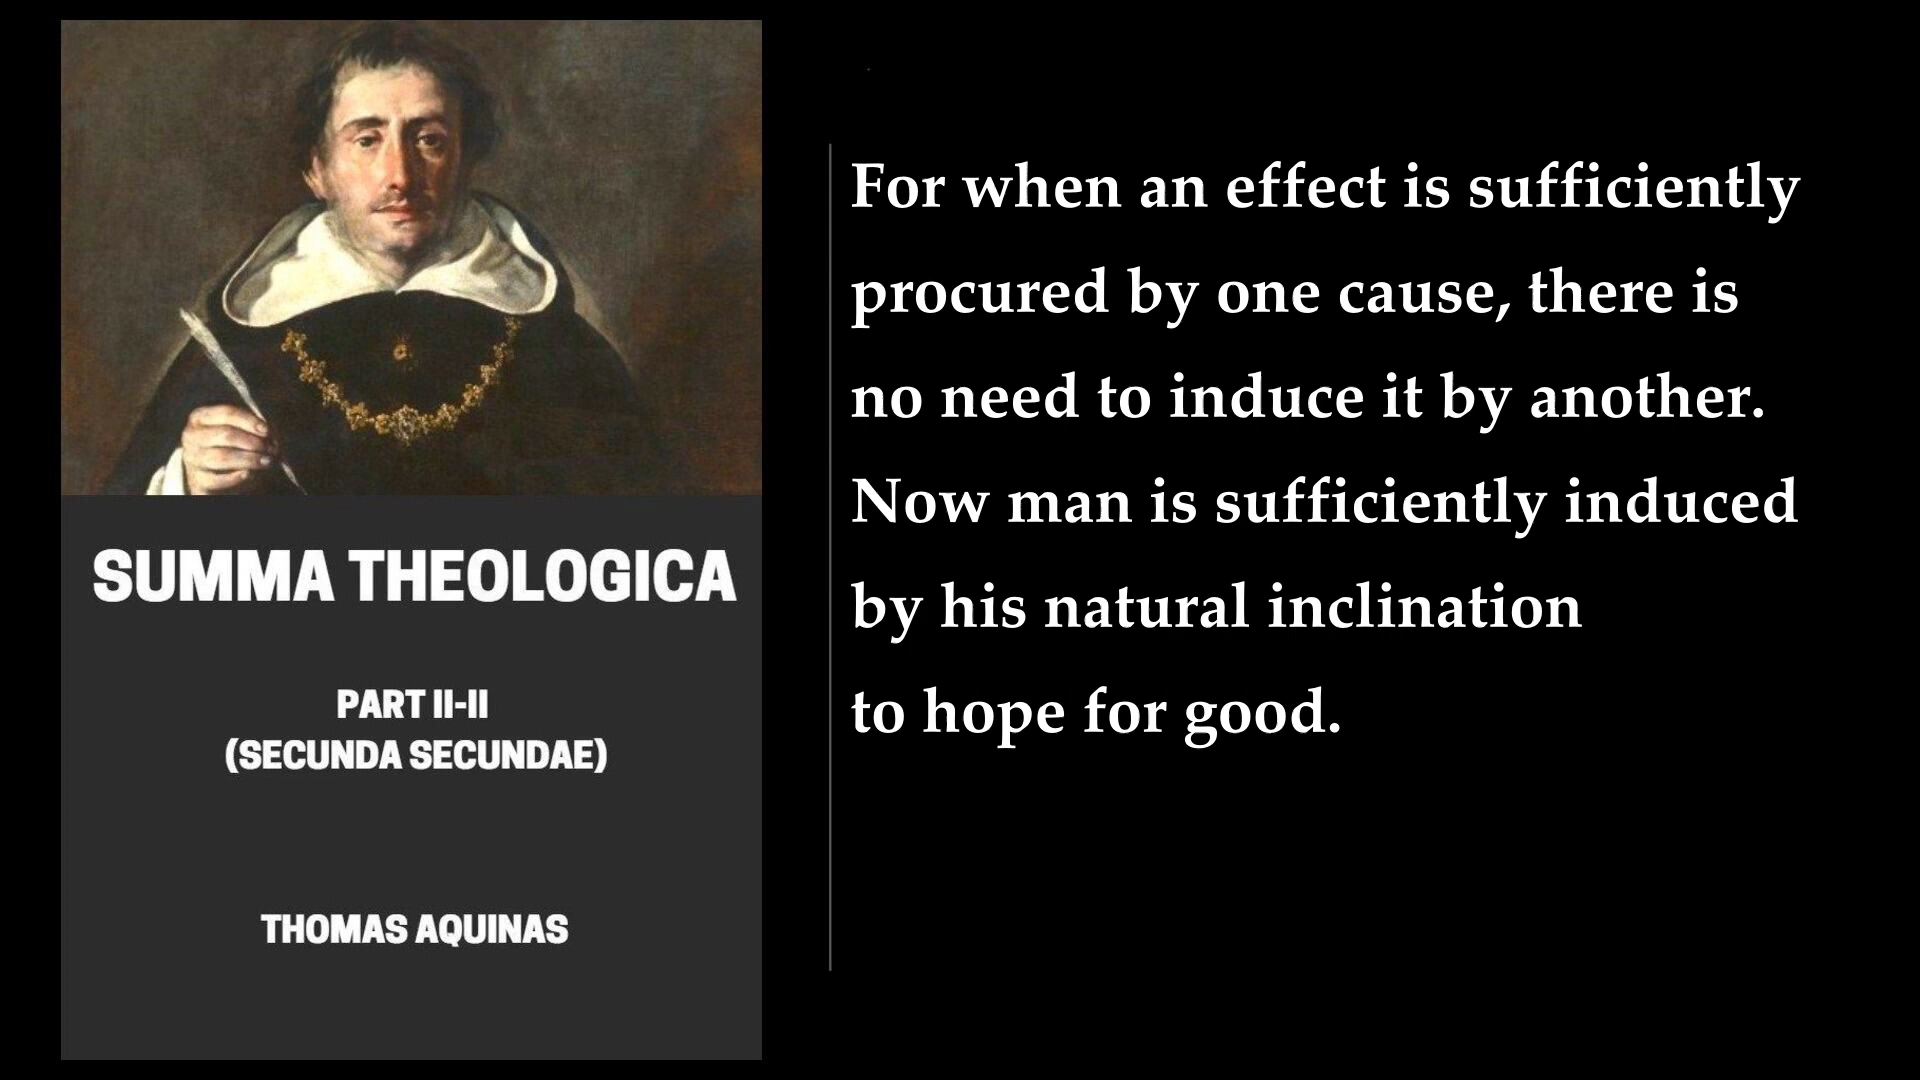 SUMMA THEOLOGICA
PART II-II
(SECUNDA SECUNDAE)
THOMAS AQUINAS
For when an effect is sufficiently
procured by one cause, there is
no need to induce it by another.
Now man is sufficiently induced
by his natural inclination
to hope for good.